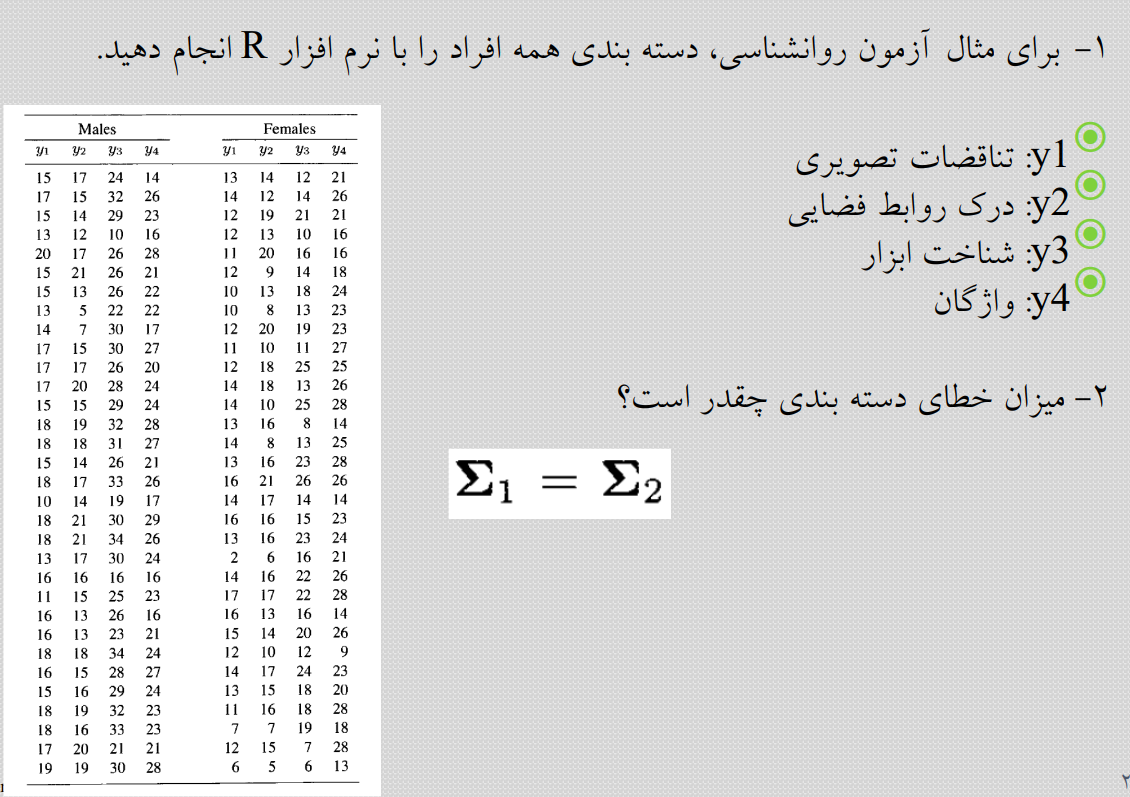 ۱- برای مثال آزمون روانشناسی، دسته بندی همه افراد را با نرم افزار R انجام دهید.
Males Females
y1 y2 y3 y4 y1 y2 y3 y4
15 17 24 14 13 14 12 21
17 15 32 26 14 12 14 26
15 14 29 23 12 19 21 21
13 12 10 16 12 13 10 16
20 17 26 28 11 20 16 16
15 21 26 21 12 9 14 18
15 13 26 22 10 13 18 24
13 5 22 22 10 8 13 23
14 7 30 17 12 20 19 23
17 15 30 27 11 10 11 27
17 17 26 20 12 18 25 25
17 20 28 24 14 18 13 26
15 15 29 24 14 10 25 28
18 19 32 28 13 16 8 14
18 18 31 27 14 8 13 25
15 14 26 21 13 16 23 28
18 17 33 26 16 21 26 26
10 14 19 17 14 17 14 14
18 21 30 29 16 16 15 23
18 21 34 26 13 16 23 24
13 17 30 24 2 6 16 21
16 16 16 16 14 16 22 26
11 15 25 23 17 17 22 28
16 13 26 16 16 13 16 14
16 13 23 21 15 14 20 26
18 18 34 24 12 10 12 9
16 15 28 27 14 17 24 23
15 16 29 24 13 15 18 20
18 19 32 23 11 16 18 28
18 16 33 23 7 7 19 18
17 20 21 21 12 15 7 28
19 19 30 28 6 5 6 13
y1: تناقضات تصویری
y2: درک روابط فضایی
y3: شناخت ابزار
y4: واژگان
۲- میزان خطای دسته بندی چقدر است؟
Σ1 = Σ2
۲